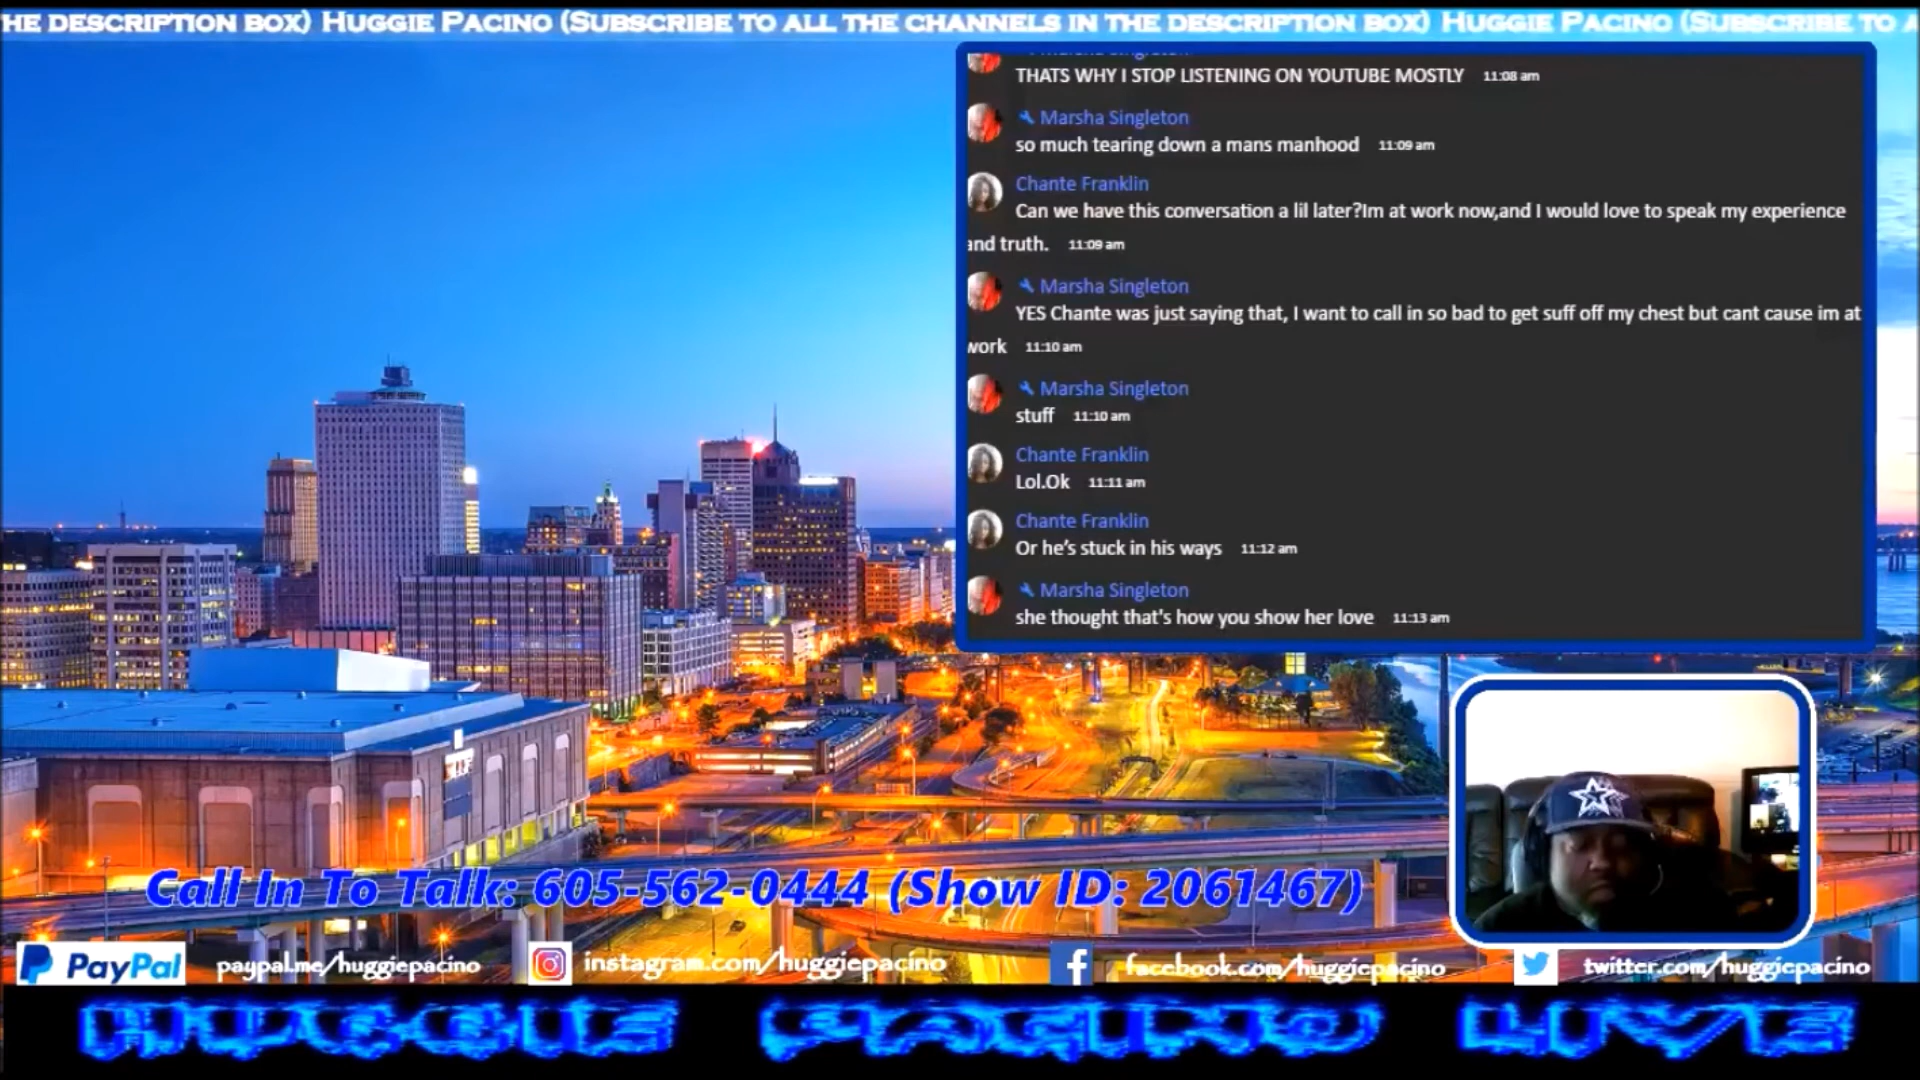 HE DESCRIPTION BOX) HUGGIE PACINO (SUBSCRIBE TO ALL THE CHANNELS IN THE DESCRIPTION BOX) HUGGIE PACINO (SUBSCRIBE TO A
THATS WHY I STOP LISTENING ON YOUTUBE MOSTLY 11:08 am
Marsha Singleton
so much tearing down a mans manhood 11:09 am
Chante Franklin
Can we have this conversation a lil later?Im at work now,and I would love to speak my experience
and truth. 11:09 am
Marsha Singleton
YES Chante was just saying that, I want to call in so bad to get suff off my chest but cant cause im at
work 11:10 am
Marsha Singleton
stuff 11:10 am
Chante Franklin
Lol.Ok 11:11 am
Chante Franklin
Or he's stuck in his ways 11:12 am
Marsha Singleton
she thought that's how you show her love 11:13 am
Call In To Talk: 605-562-0444 (Show ID: 2061467)
PayPal paypal.me/huggiepacino instagram.com/huggiepacino facebook.com/huggiepacino twitter.com/huggiepacino
HUGGIE PACINO LIVE